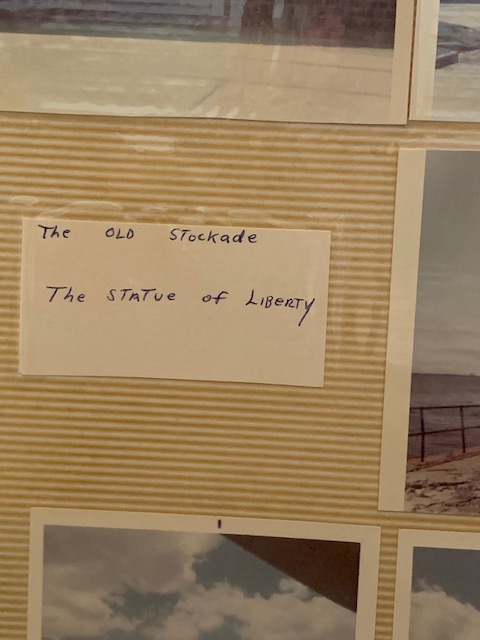 The OLD STockade
The STATUe of LIBeRTy